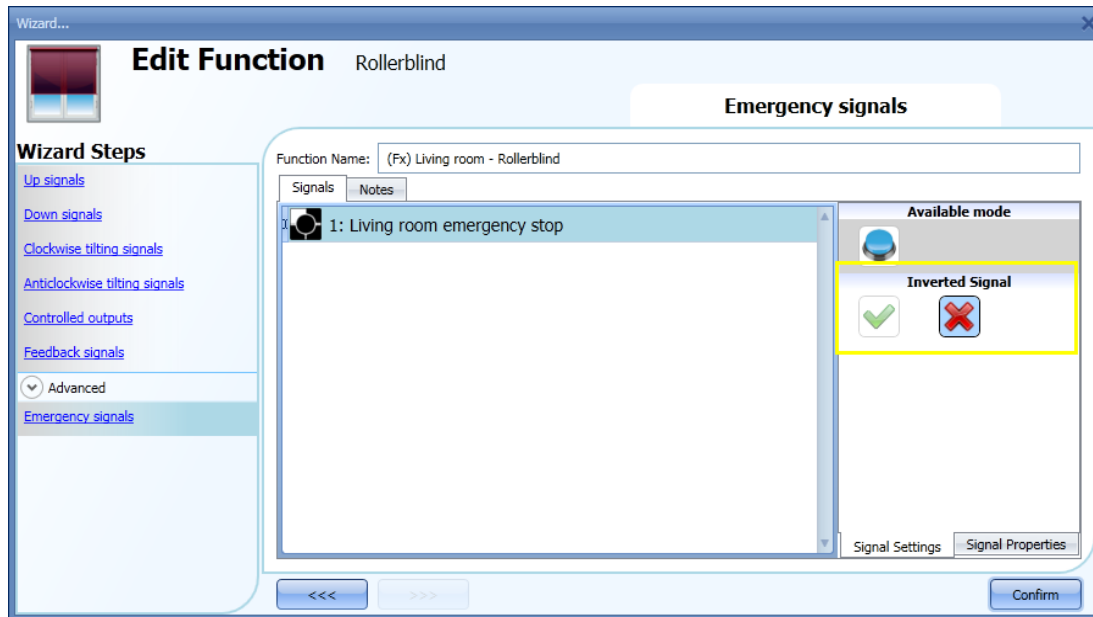 Wizard...
Edit Function Rollerblind
Emergency signals
Wizard Steps
Up signals
Down signals
Clockwise tilting signals
Anticlockwise tilting signals
Controlled outputs
Feedback signals
Advanced
Emergency signals
Function Name: (Fx) Living room - Rollerblind
Signals Notes
1: Living room emergency stop
Available mode
Inverted Signal
Signal Settings Signal Properties
<<< >>> Confirm